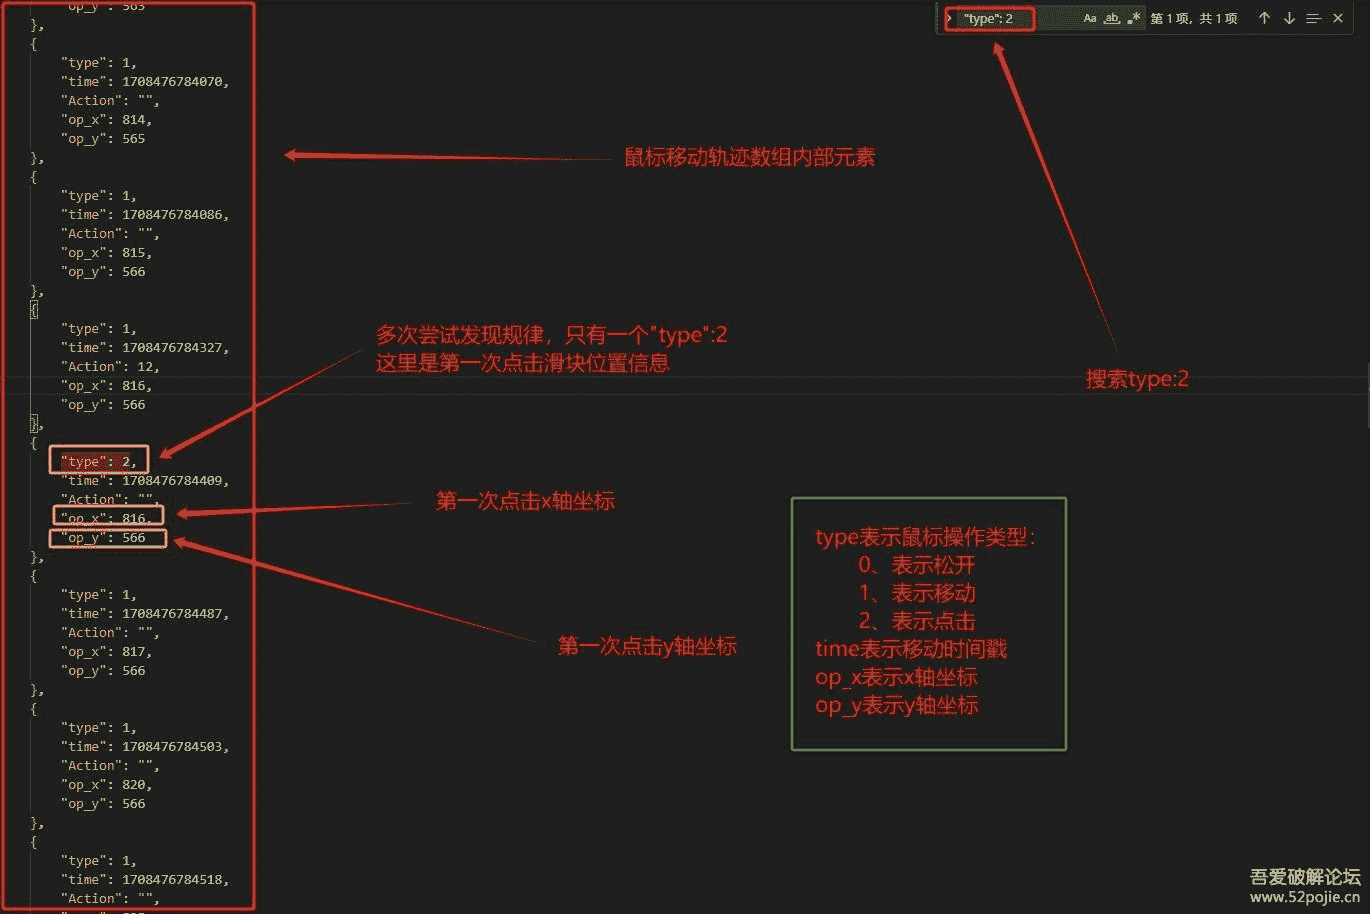 "op_y": 565
},
{
"type": 1,
"time": 1708476784070,
"Action": "",
"op_x": 814,
"op_y": 565
},
{
"type": 1,
"time": 1708476784086,
"Action": "",
"op_x": 815,
"op_y": 566
},
{
"type": 1,
"time": 1708476784327,
"Action": 12,
"op_x": 816,
"op_y": 566
},
{
"type": 2,
"time": 1708476784409,
"Action": "",
"op_x": 816,
"op_y": 566
},
{
"type": 1,
"time": 1708476784487,
"Action": "",
"op_x": 817,
"op_y": 566
},
{
"type": 1,
"time": 1708476784503,
"Action": "",
"op_x": 820,
"op_y": 566
},
{
"type": 1,
"time": 1708476784518,
"Action": "",
"type": 2
Aa ab .* 第1项, 共1项
鼠标移动轨迹数组内部元素
多次尝试发现规律，只有一个"type":2
这里是第一次点击滑块位置信息
搜索type:2
第一次点击x轴坐标
第一次点击y轴坐标
type表示鼠标操作类型:
0、表示松开
1、表示移动
2、表示点击
time表示移动时间戳
op_x表示x轴坐标
op_y表示y轴坐标
吾爱破解论坛
www.52pojie.cn